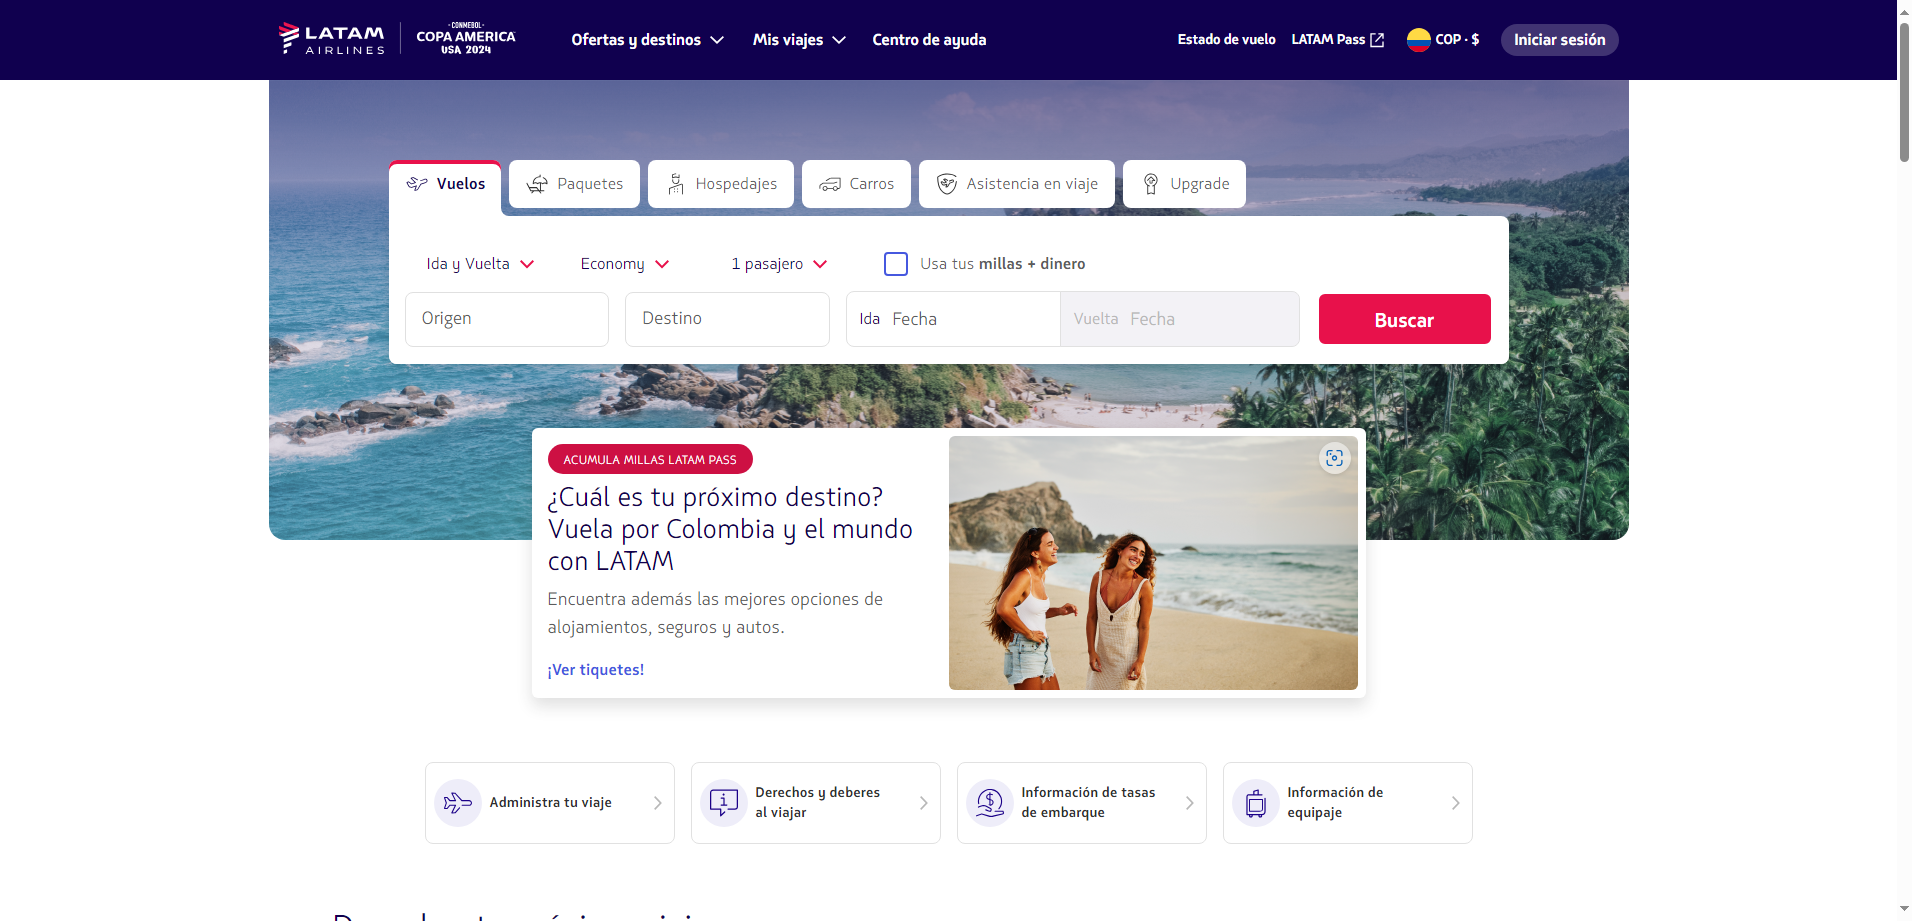 LATAM
AIRLINES
CONMEBOL
COPA AMERICA
USA 2024
Ofertas y destinos
Mis viajes
Centro de ayuda
Estado de vuelo
LATAM Pass
COP · $
Iniciar sesión
Vuelos
Paquetes
Hospedajes
Carros
Asistencia en viaje
Upgrade
Ida y Vuelta
Economy
1 pasajero
Usa tus millas + dinero
Origen
Destino
Ida Fecha
Vuelta Fecha
Buscar
ACUMULA MILLAS LATAM PASS
¿Cuál es tu próximo destino?
Vuela por Colombia y el mundo
con LATAM
Encuentra además las mejores opciones de
alojamientos, seguros y autos.
¡Ver tiquetes!
Administra tu viaje
Derechos y deberes
al viajar
Información de tasas
de embarque
Información de
equipaje